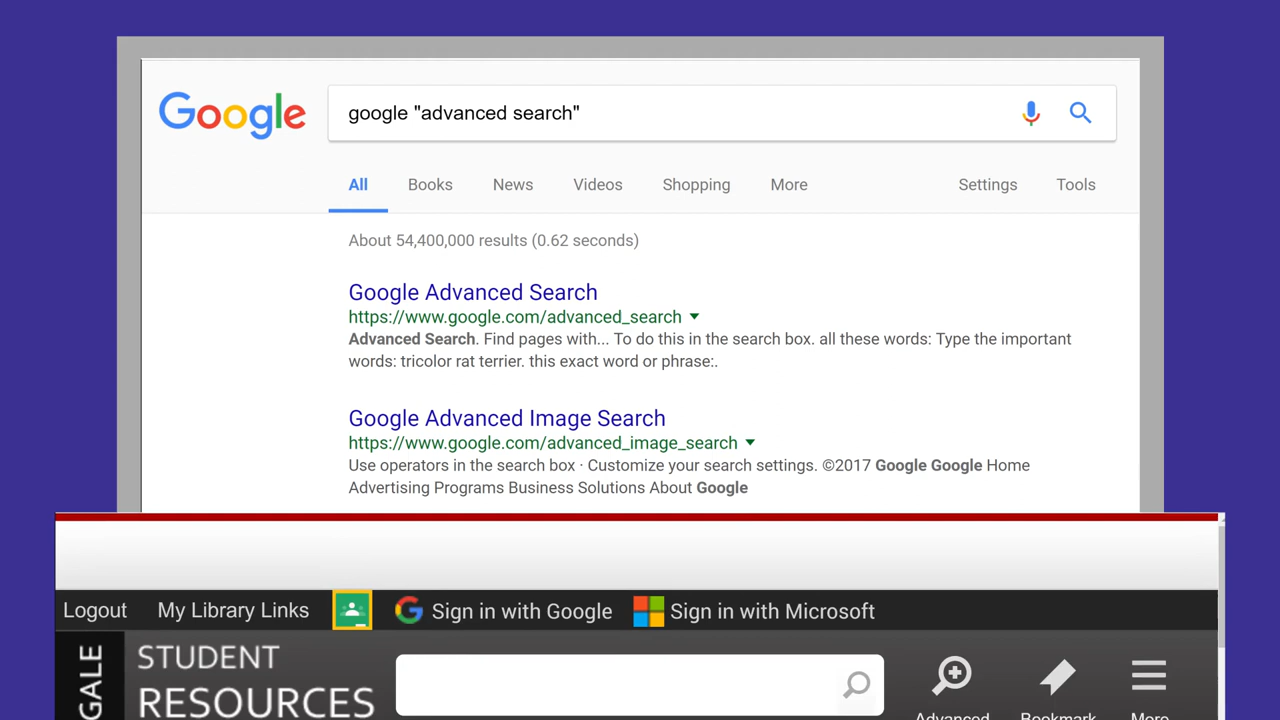 Google google "advanced search"
All Books News Videos Shopping More Settings Tools
About 54,400,000 results (0.62 seconds)
Google Advanced Search
https://www.google.com/advanced_search
Advanced Search. Find pages with... To do this in the search box. all these words: Type the important
words: tricolor rat terrier. this exact word or phrase:.
Google Advanced Image Search
https://www.google.com/advanced_image_search
Use operators in the search box · Customize your search settings. ©2017 Google Google Home
Advertising Programs Business Solutions About Google
Logout My Library Links Sign in with Google Sign in with Microsoft
GALE
STUDENT
RESOURCES
Advanced Bookmark More